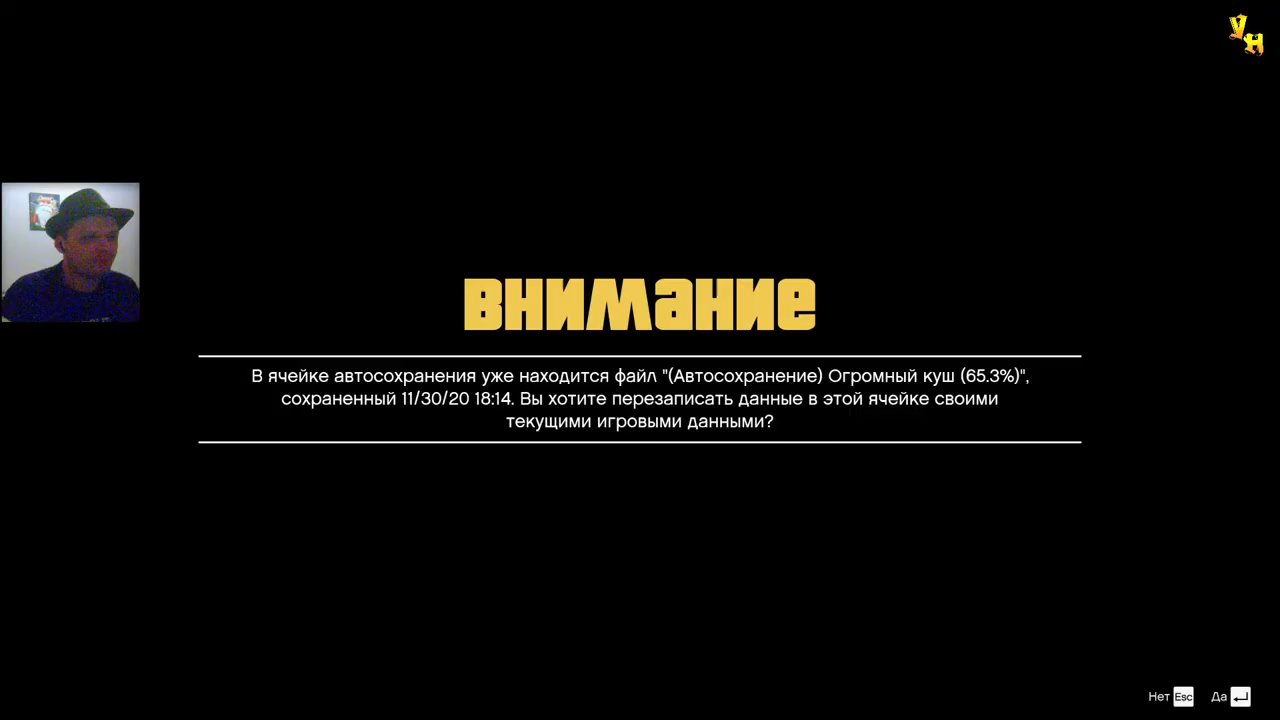 УН
внимание
В ячейке автосохранения уже находится файл "(Автосохранение) Огромный куш (65.3%)",
сохраненный 11/30/20 18:14. Вы хотите перезаписать данные в этой ячейке своими
текущими игровыми данными?
Нет Esc Да